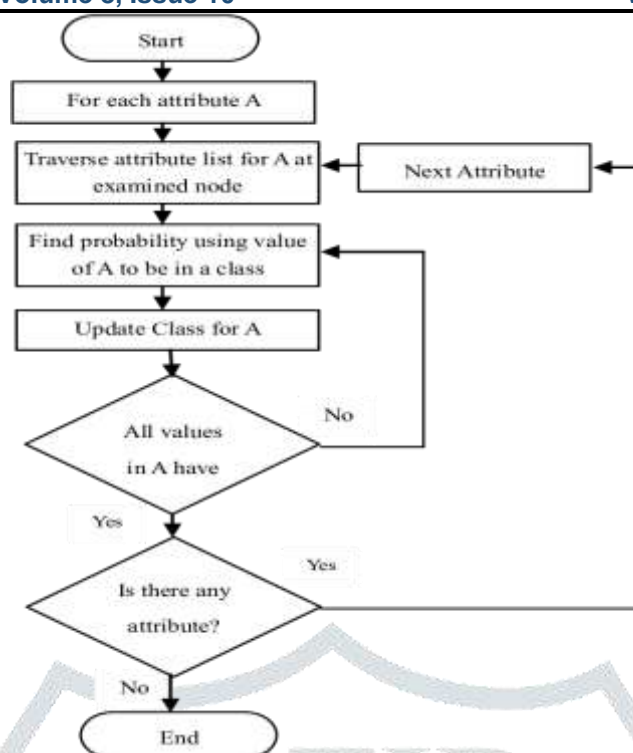 Start
For each attribute A
Traverse attribute list for A at
examined node
Next Attribute
Find probability using value
of A to be in a class
Update Class for A
All values
in A have
No
Yes
Is there any
attribute?
Yes
No
End